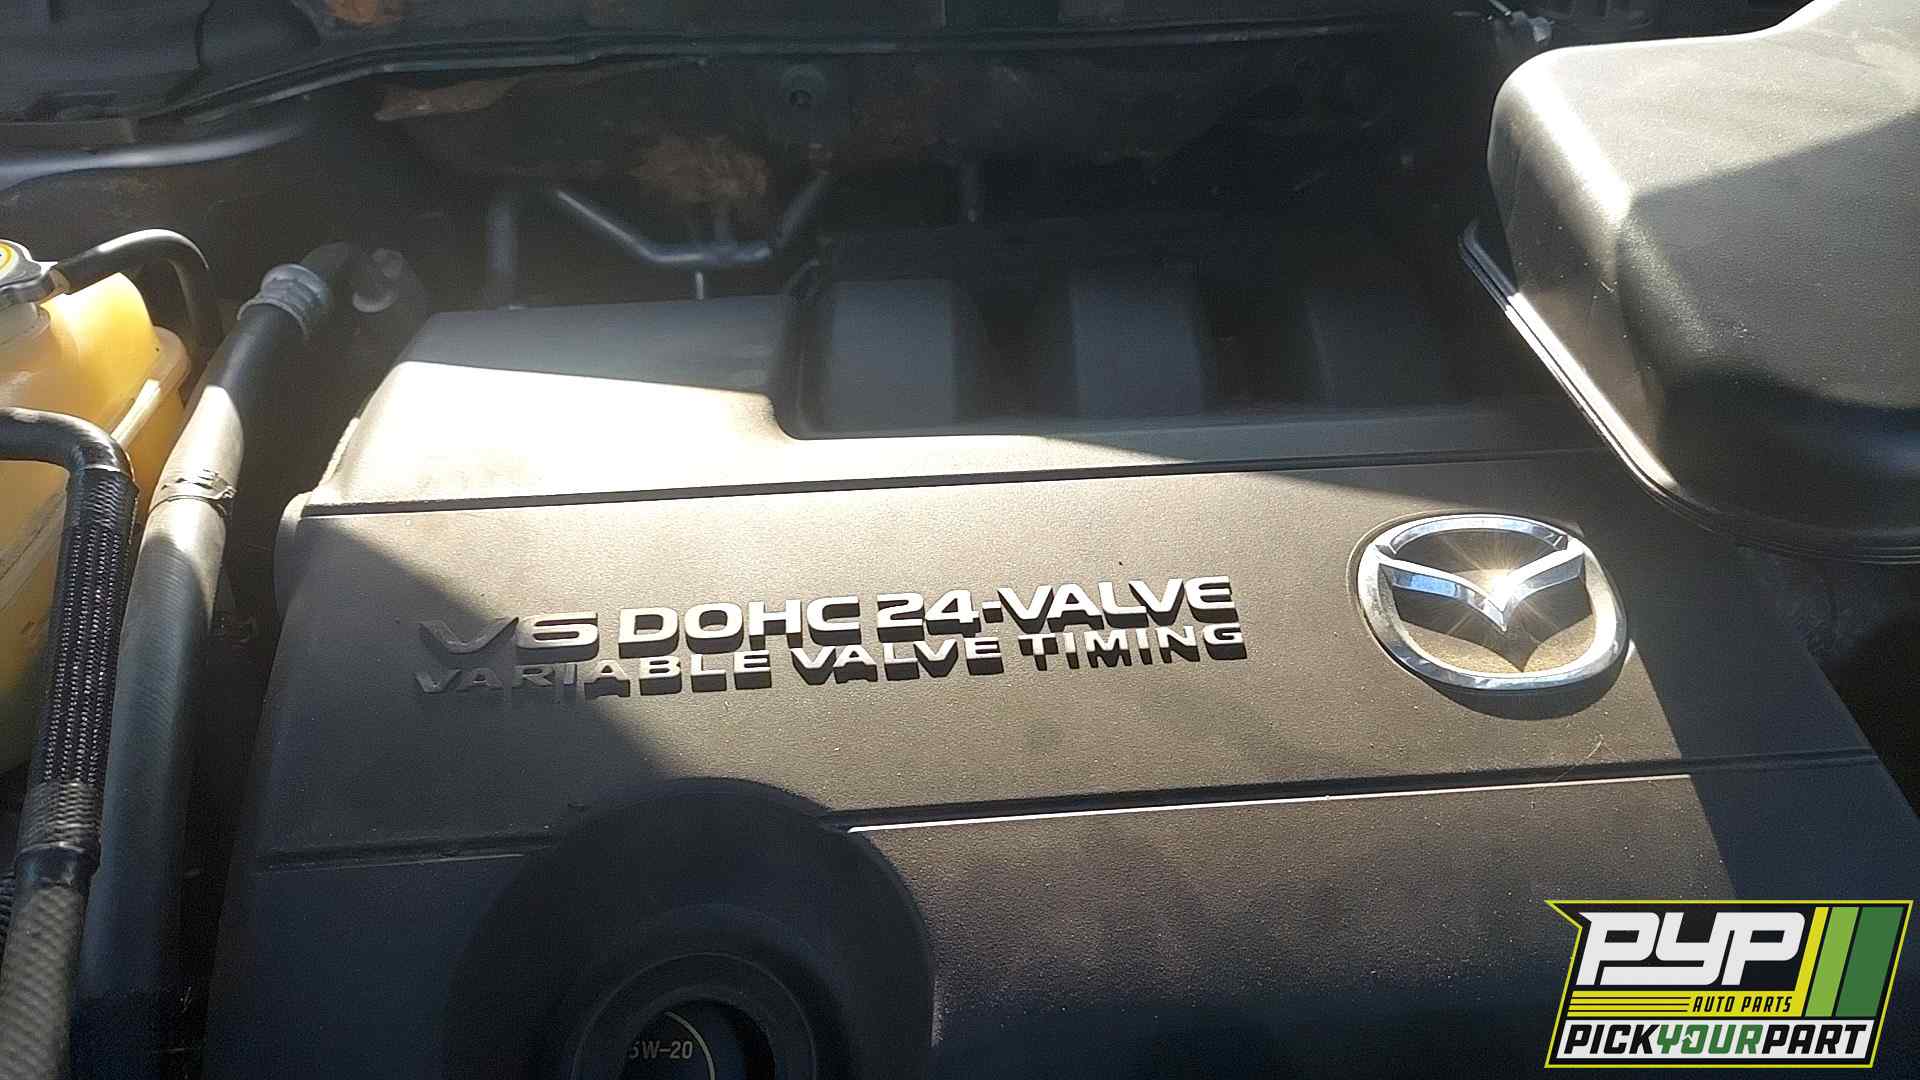 V6 DOHC 24-VALVE
VARIABLE VALVE TIMING
5W-20
PYP
AUTO PARTS
PICKYOURPART